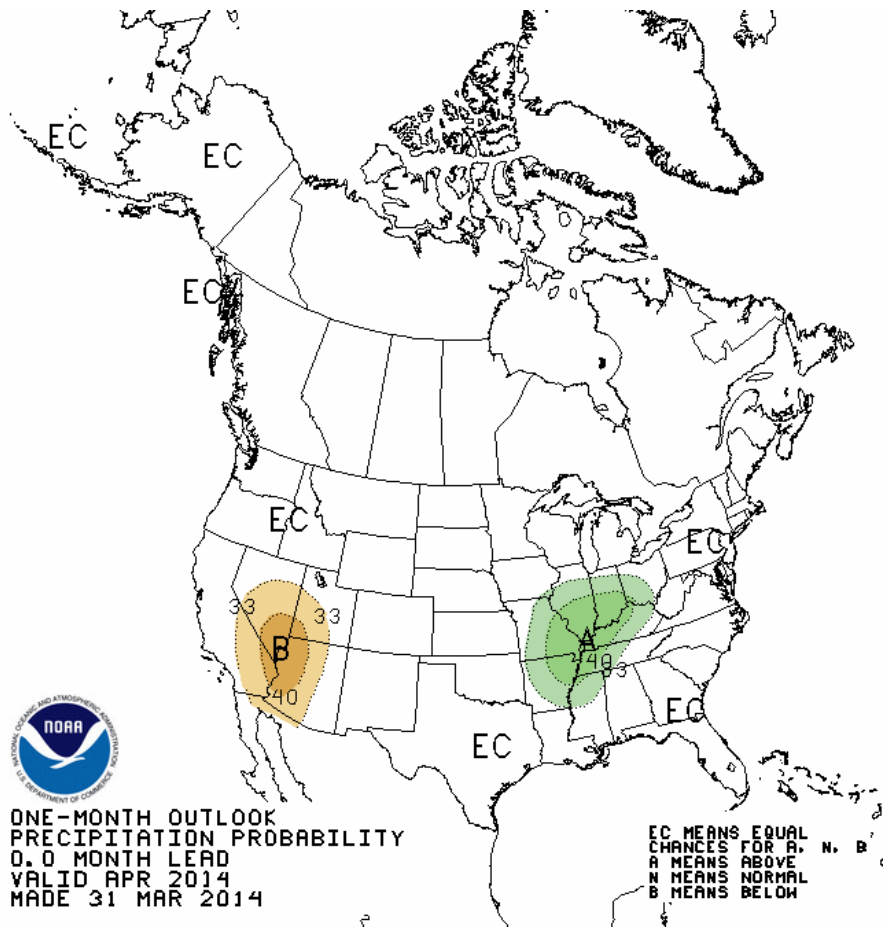 EC
EC
EC
EC
EC
33
33
B
A
40
33
40
EC
EC
NATIONAL OCEANIC AND ATMOSPHERIC ADMINISTRATION
NOAA
U.S. DEPARTMENT OF COMMERCE
ONE-MONTH OUTLOOK
PRECIPITATION PROBABILITY
0.0 MONTH LEAD
VALID APR 2014
MADE 31 MAR 2014
EC MEANS EQUAL
CHANCES FOR A, N, B
A MEANS ABOVE
N MEANS NORMAL
B MEANS BELOW